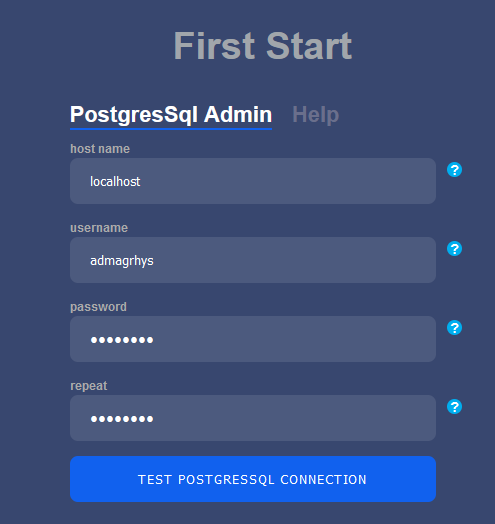 First Start
PostgresSql Admin Help
host name
localhost
?
username
admagrhys
?
password
••••••••
?
repeat
••••••••
?
TEST POSTGRESSQL CONNECTION